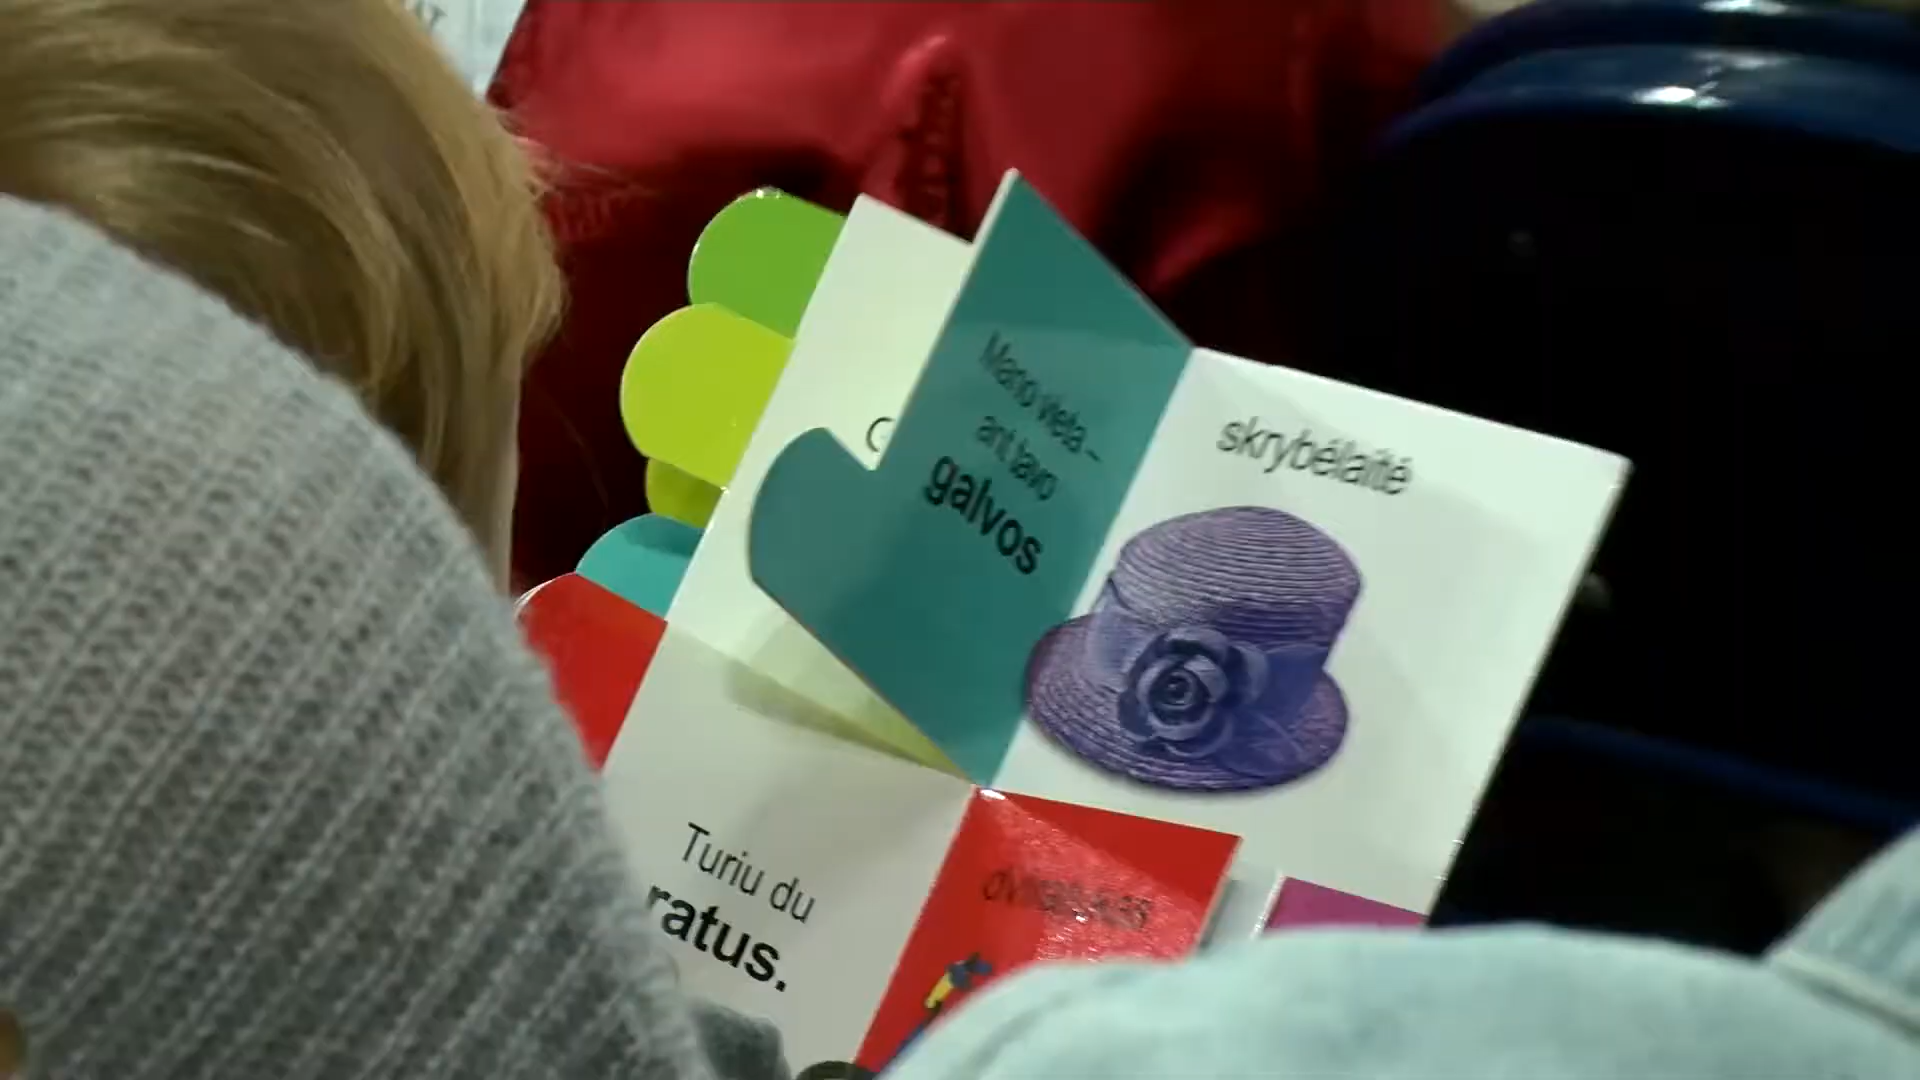 Mano vieta –
ant tavo
galvos
skrybėlaitė
Turiu du
ratus.